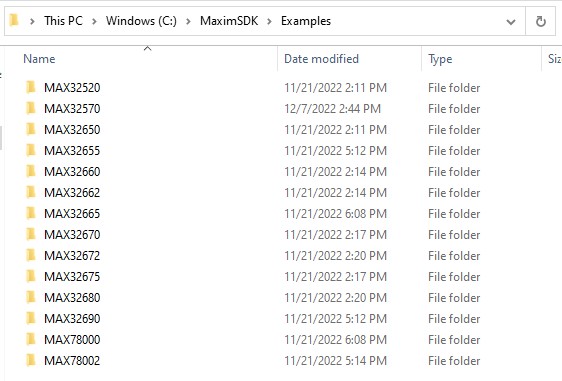 This PC > Windows (C:) > MaximSDK > Examples
Name Date modified Type Siz
MAX32520 11/21/2022 2:11 PM File folder
MAX32570 12/7/2022 2:44 PM File folder
MAX32650 11/21/2022 2:11 PM File folder
MAX32655 11/21/2022 5:12 PM File folder
MAX32660 11/21/2022 2:14 PM File folder
MAX32662 11/21/2022 2:14 PM File folder
MAX32665 11/21/2022 6:08 PM File folder
MAX32670 11/21/2022 2:17 PM File folder
MAX32672 11/21/2022 2:20 PM File folder
MAX32675 11/21/2022 2:17 PM File folder
MAX32680 11/21/2022 2:20 PM File folder
MAX32690 11/21/2022 5:12 PM File folder
MAX78000 11/21/2022 6:08 PM File folder
MAX78002 11/21/2022 5:14 PM File folder